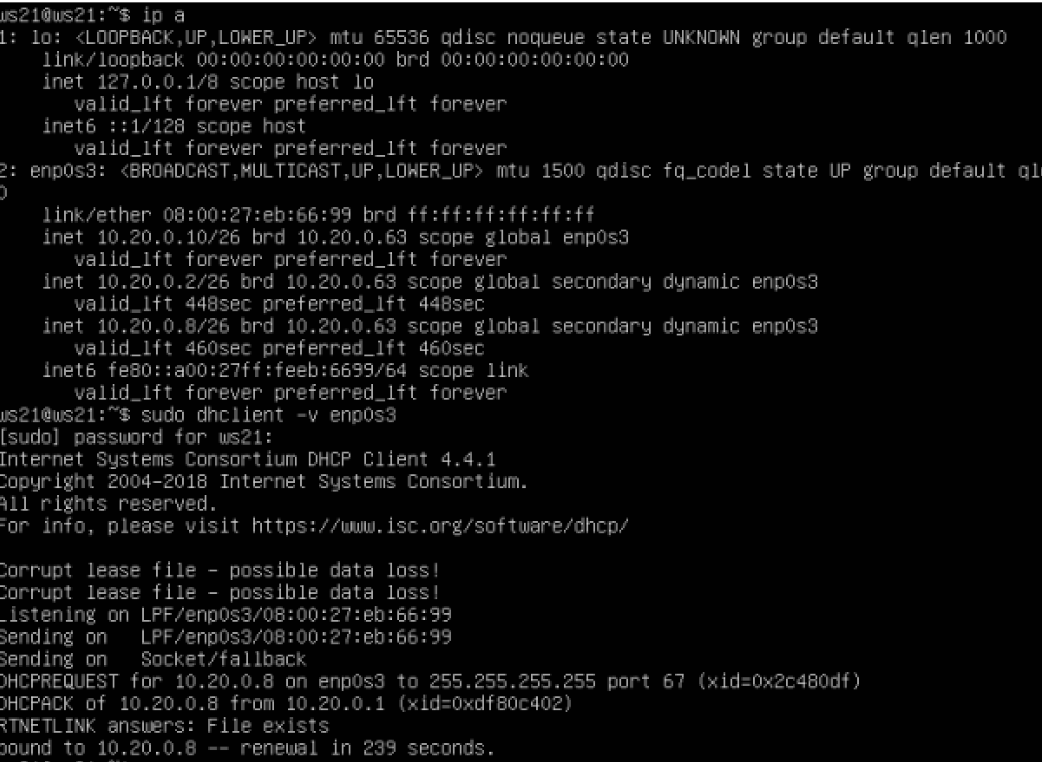 ws21@ws21:~$ ip a
1: lo: <LOOPBACK,UP,LOWER_UP> mtu 65536 qdisc noqueue state UNKNOWN group default qlen 1000
    link/loopback 00:00:00:00:00:00 brd 00:00:00:00:00:00
    inet 127.0.0.1/8 scope host lo
       valid_lft forever preferred_lft forever
    inet6 ::1/128 scope host
       valid_lft forever preferred_lft forever
2: enp0s3: <BROADCAST,MULTICAST,UP,LOWER_UP> mtu 1500 qdisc fq_codel state UP group default qle
0
    link/ether 08:00:27:eb:66:99 brd ff:ff:ff:ff:ff:ff
    inet 10.20.0.10/26 brd 10.20.0.63 scope global enp0s3
       valid_lft forever preferred_lft forever
    inet 10.20.0.2/26 brd 10.20.0.63 scope global secondary dynamic enp0s3
       valid_lft 448sec preferred_lft 448sec
    inet 10.20.0.8/26 brd 10.20.0.63 scope global secondary dynamic enp0s3
       valid_lft 460sec preferred_lft 460sec
    inet6 fe80::a00:27ff:feeb:6699/64 scope link
       valid_lft forever preferred_lft forever
ws21@ws21:~$ sudo dhclient -v enp0s3
[sudo] password for ws21:
Internet Systems Consortium DHCP Client 4.4.1
Copyright 2004-2018 Internet Systems Consortium.
All rights reserved.
For info, please visit https://www.isc.org/software/dhcp/

Corrupt lease file - possible data loss!
Corrupt lease file - possible data loss!
Listening on LPF/enp0s3/08:00:27:eb:66:99
Sending on   LPF/enp0s3/08:00:27:eb:66:99
Sending on   Socket/fallback
DHCPREQUEST for 10.20.0.8 on enp0s3 to 255.255.255.255 port 67 (xid=0x2c480df)
DHCPACK of 10.20.0.8 from 10.20.0.1 (xid=0xdf80c402)
RTNETLINK answers: File exists
bound to 10.20.0.8 -- renewal in 239 seconds.